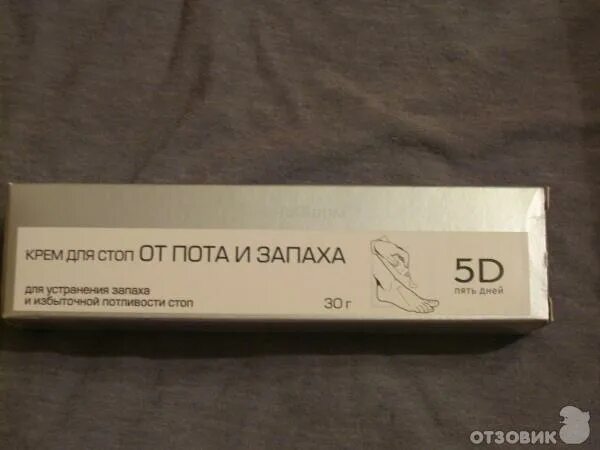 КРЕМ ДЛЯ СТОП ОТ ПОТА И ЗАПАХА
для устранения запаха
и избыточной потливости стоп
30 г
5D
пять дней
ОТЗОВИК